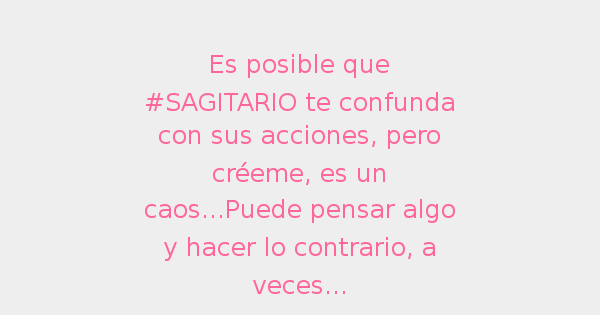 Es posible que
#SAGITARIO te confunda
con sus acciones, pero
créeme, es un
caos...Puede pensar algo
y hacer lo contrario, a
veces...